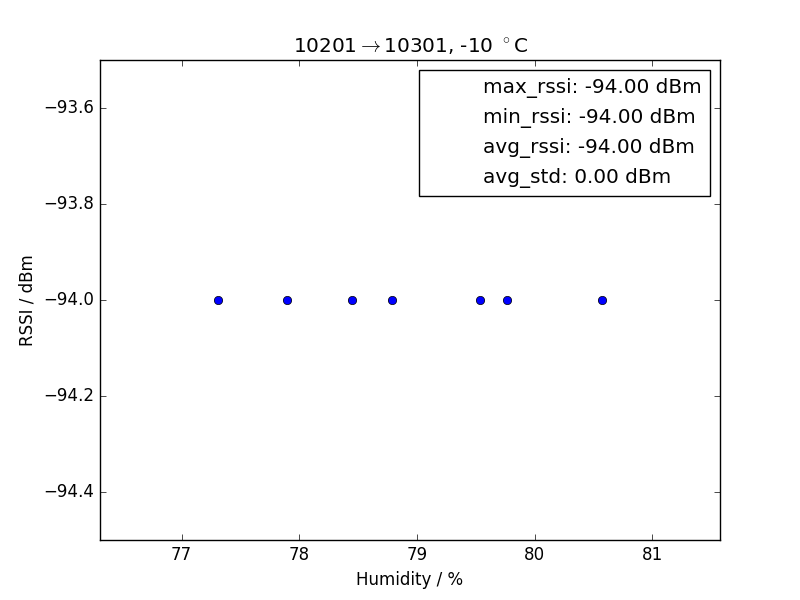 10201→10301, -10 °C
max_rssi: -94.00 dBm
min_rssi: -94.00 dBm
avg_rssi: -94.00 dBm
avg_std: 0.00 dBm
−93.6
−93.8
−94.0
−94.2
−94.4
RSSI / dBm
77 78 79 80 81
Humidity / %